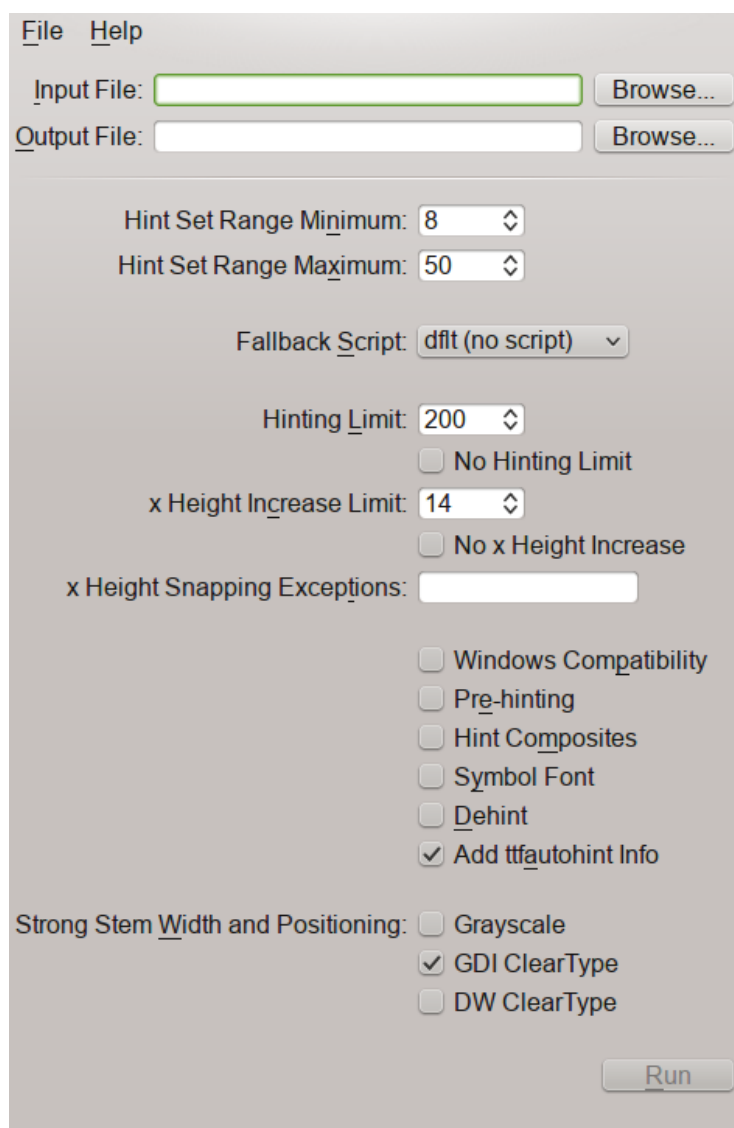 File Help
Input File: Browse...
Output File: Browse...
Hint Set Range Minimum: 8
Hint Set Range Maximum: 50
Fallback Script: dflt (no script)
Hinting Limit: 200
No Hinting Limit
x Height Increase Limit: 14
No x Height Increase
x Height Snapping Exceptions:
Windows Compatibility
Pre-hinting
Hint Composites
Symbol Font
Dehint
Add ttfautohint Info
Strong Stem Width and Positioning: Grayscale
GDI ClearType
DW ClearType
Run